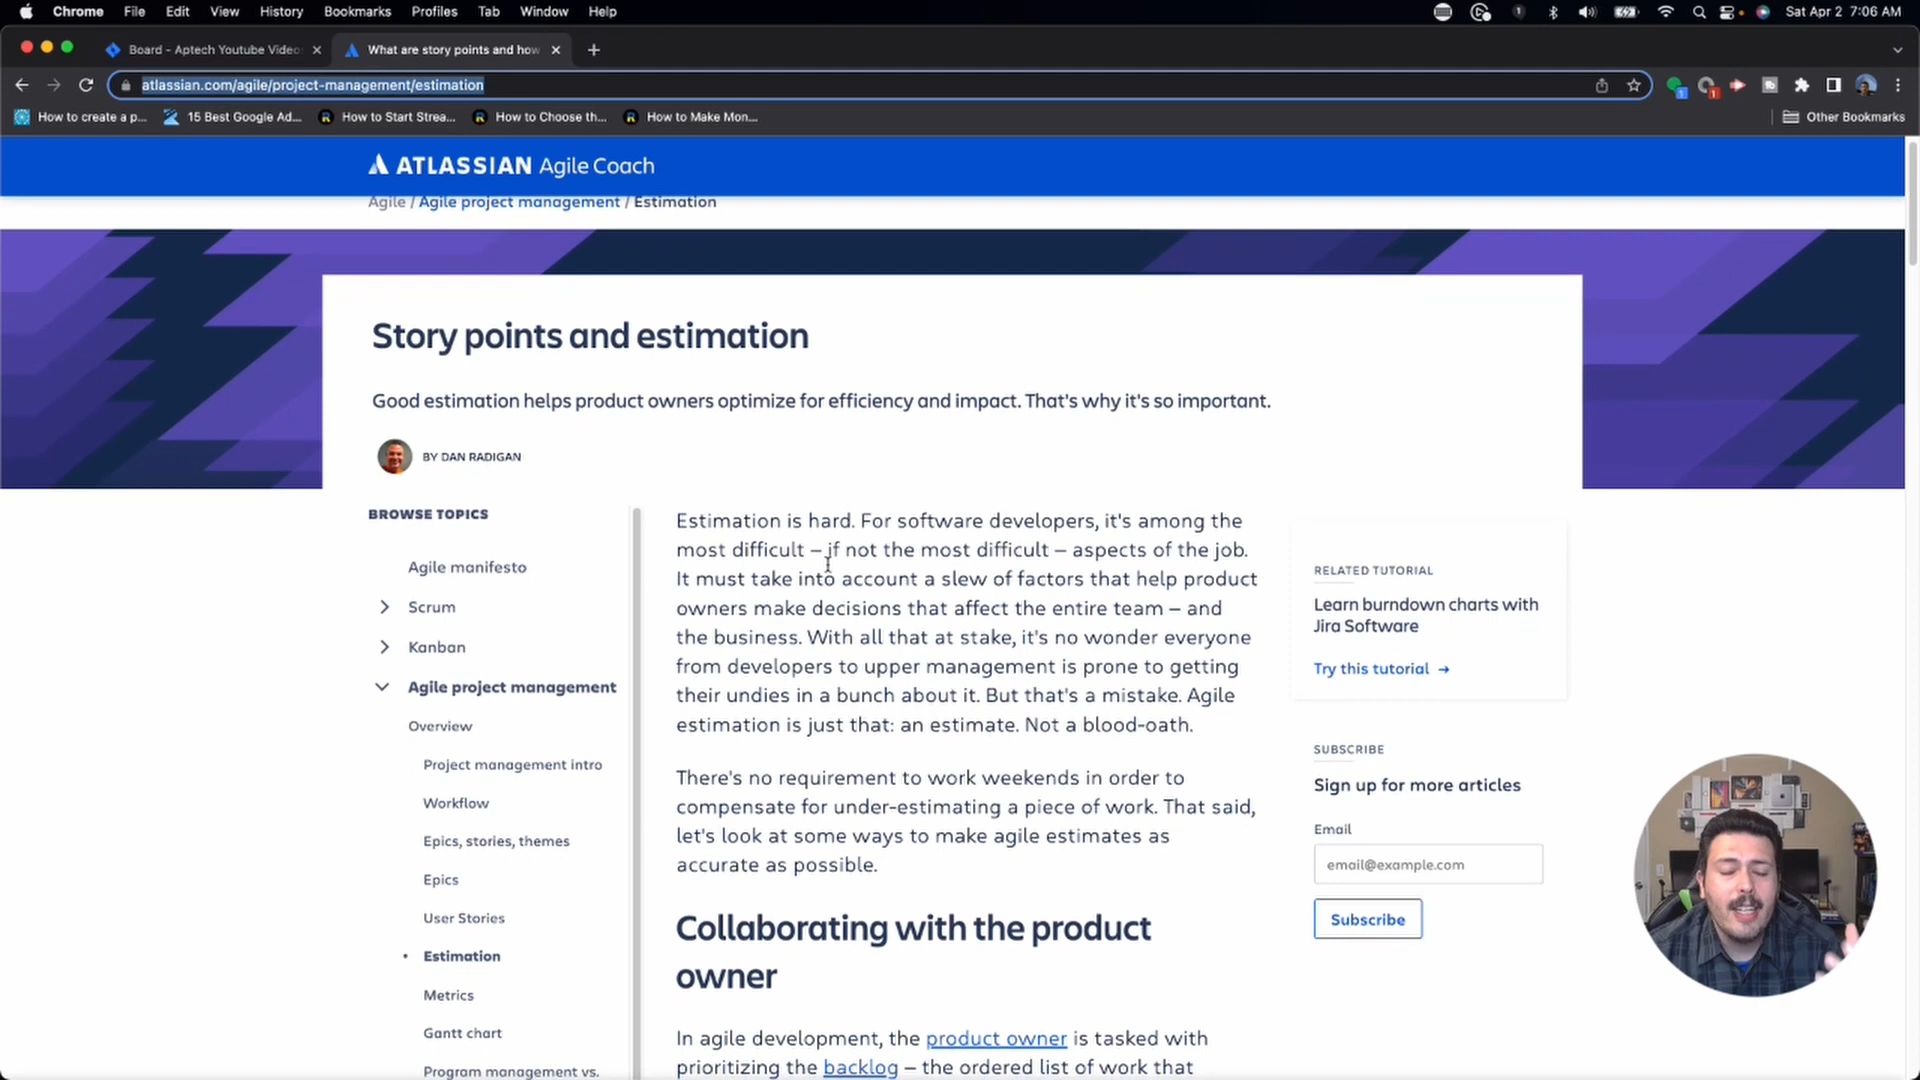 Chrome File Edit View History Bookmarks Profiles Tab Window Help
Sat Apr 2 7:06 AM
Board - Aptech Youtube Video
What are story points and how
atlassian.com/agile/project-management/estimation
How to create a p...
15 Best Google Ad...
How to Start Strea...
How to Choose th...
How to Make Mon...
Other Bookmarks
ATLASSIAN Agile Coach
Agile / Agile project management / Estimation
Story points and estimation
Good estimation helps product owners optimize for efficiency and impact. That's why it's so important.
BY DAN RADIGAN
BROWSE TOPICS
Agile manifesto
Scrum
Kanban
Agile project management
Overview
Project management intro
Workflow
Epics, stories, themes
Epics
User Stories
Estimation
Metrics
Gantt chart
Program management vs.
Estimation is hard. For software developers, it's among the
most difficult – if not the most difficult – aspects of the job.
It must take into account a slew of factors that help product
owners make decisions that affect the entire team – and
the business. With all that at stake, it's no wonder everyone
from developers to upper management is prone to getting
their undies in a bunch about it. But that's a mistake. Agile
estimation is just that: an estimate. Not a blood-oath.
There's no requirement to work weekends in order to
compensate for under-estimating a piece of work. That said,
let's look at some ways to make agile estimates as
accurate as possible.
Collaborating with the product
owner
In agile development, the product owner is tasked with
prioritizing the backlog – the ordered list of work that
RELATED TUTORIAL
Learn burndown charts with
Jira Software
Try this tutorial →
SUBSCRIBE
Sign up for more articles
Email
email@example.com
Subscribe